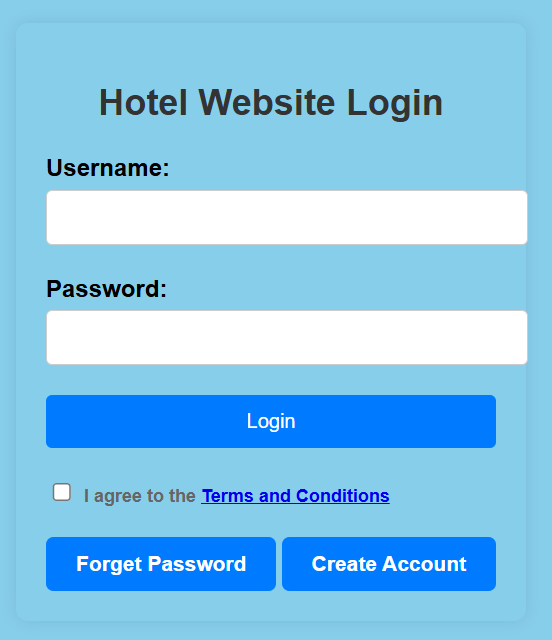 Hotel Website Login
Username:
Password:
Login
I agree to the Terms and Conditions
Forget Password Create Account